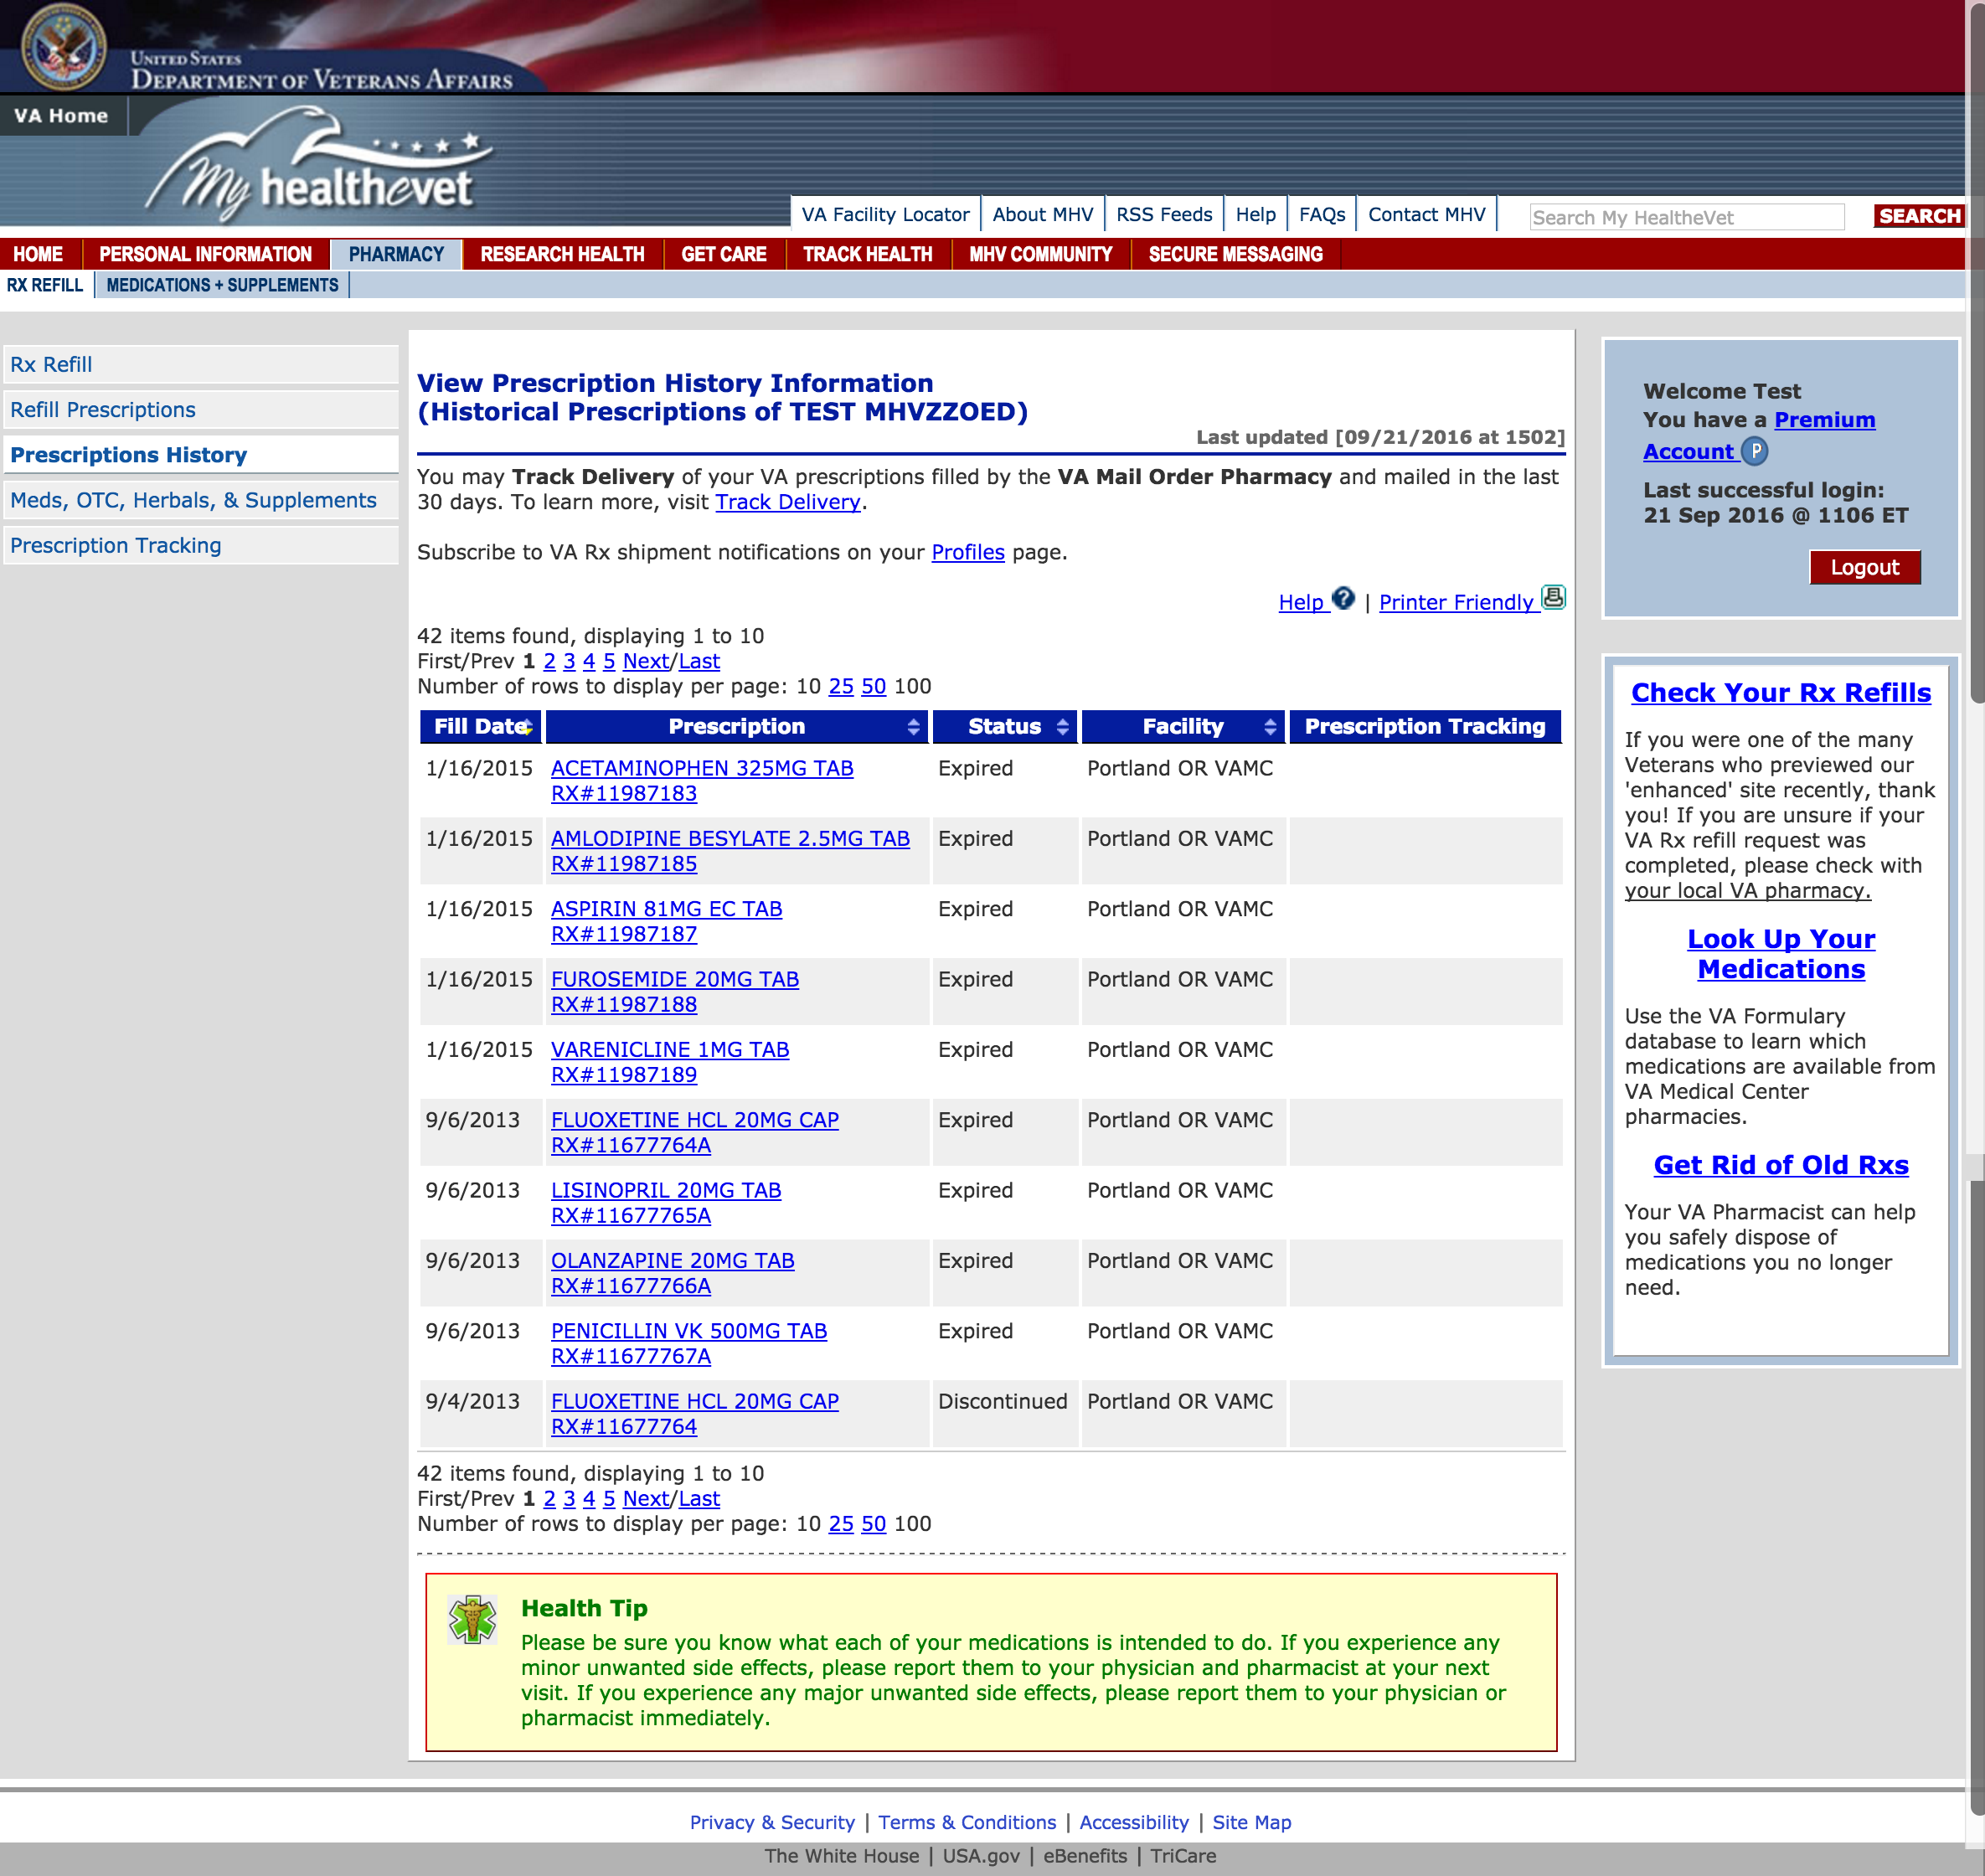 UNITED STATES
DEPARTMENT OF VETERANS AFFAIRS
VA Home
My healthevet
VA Facility Locator About MHV RSS Feeds Help FAQs Contact MHV Search My HealtheVet SEARCH
HOME PERSONAL INFORMATION PHARMACY RESEARCH HEALTH GET CARE TRACK HEALTH MHV COMMUNITY SECURE MESSAGING
RX REFILL MEDICATIONS + SUPPLEMENTS
Rx Refill
Refill Prescriptions
Prescriptions History
Meds, OTC, Herbals, & Supplements
Prescription Tracking
View Prescription History Information
(Historical Prescriptions of TEST MHVZZOED)
Last updated [09/21/2016 at 1502]
You may Track Delivery of your VA prescriptions filled by the VA Mail Order Pharmacy and mailed in the last
30 days. To learn more, visit Track Delivery.
Subscribe to VA Rx shipment notifications on your Profiles page.
Help ? | Printer Friendly
42 items found, displaying 1 to 10
First/Prev 1 2 3 4 5 Next/Last
Number of rows to display per page: 10 25 50 100
Fill Date Prescription Status Facility Prescription Tracking
1/16/2015 ACETAMINOPHEN 325MG TAB Expired Portland OR VAMC
RX#11987183
1/16/2015 AMLODIPINE BESYLATE 2.5MG TAB Expired Portland OR VAMC
RX#11987185
1/16/2015 ASPIRIN 81MG EC TAB Expired Portland OR VAMC
RX#11987187
1/16/2015 FUROSEMIDE 20MG TAB Expired Portland OR VAMC
RX#11987188
1/16/2015 VARENICLINE 1MG TAB Expired Portland OR VAMC
RX#11987189
9/6/2013 FLUOXETINE HCL 20MG CAP Expired Portland OR VAMC
RX#11677764A
9/6/2013 LISINOPRIL 20MG TAB Expired Portland OR VAMC
RX#11677765A
9/6/2013 OLANZAPINE 20MG TAB Expired Portland OR VAMC
RX#11677766A
9/6/2013 PENICILLIN VK 500MG TAB Expired Portland OR VAMC
RX#11677767A
9/4/2013 FLUOXETINE HCL 20MG CAP Discontinued Portland OR VAMC
RX#11677764
42 items found, displaying 1 to 10
First/Prev 1 2 3 4 5 Next/Last
Number of rows to display per page: 10 25 50 100
Health Tip
Please be sure you know what each of your medications is intended to do. If you experience any
minor unwanted side effects, please report them to your physician and pharmacist at your next
visit. If you experience any major unwanted side effects, please report them to your physician or
pharmacist immediately.
Welcome Test
You have a Premium
Account P
Last successful login:
21 Sep 2016 @ 1106 ET
Logout
Check Your Rx Refills
If you were one of the many
Veterans who previewed our
'enhanced' site recently, thank
you! If you are unsure if your
VA Rx refill request was
completed, please check with
your local VA pharmacy.
Look Up Your
Medications
Use the VA Formulary
database to learn which
medications are available from
VA Medical Center
pharmacies.
Get Rid of Old Rxs
Your VA Pharmacist can help
you safely dispose of
medications you no longer
need.
Privacy & Security | Terms & Conditions | Accessibility | Site Map
The White House | USA.gov | eBenefits | TriCare